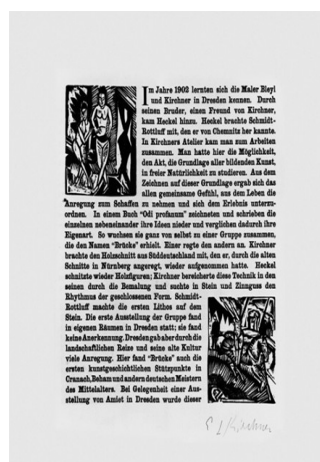 Im Jahre 1902 lernten sich die Maler Bleyl
und Kirchner in Dresden kennen. Durch
seinen Bruder, einen Freund von Kirchner,
kam Heckel hinzu. Heckel brachte Schmidt-
Rottluff mit, den er von Chemnitz her kannte.
In Kirchners Atelier kam man zum Arbeiten
zusammen. Man hatte hier die Möglichkeit,
den Akt, die Grundlage aller bildenden Kunst,
in freier Natürlichkeit zu studieren. Aus dem
Zeichnen auf dieser Grundlage ergab sich das
allen gemeinsame Gefühl, aus dem Leben die
Anregung zum Schaffen zu nehmen und sich dem Erlebnis unterzu-
ordnen. In einem Buch "Odi profanum" zeichneten und schrieben die
einzelnen nebeneinander ihre Ideen nieder und verglichen dadurch ihre
Eigenart. So wuchsen sie ganz von selbst zu einer Gruppe zusammen,
die den Namen "Brücke" erhielt. Einer regte den andern an. Kirchner
brachte den Holzschnitt aus Süddeutschland mit, den er, durch die alten
Schnitte in Nürnberg angeregt, wieder aufgenommen hatte. Heckel
schnitzte wieder Holzfiguren; Kirchner bereicherte diese Technik in den
seinen durch die Bemalung und suchte in Stein und Zinnguss den
Rhythmus der geschlossenen Form. Schmidt-
Rottluff machte die ersten Lithos auf dem
Stein. Die erste Ausstellung der Gruppe fand
in eigenen Räumen in Dresden statt; sie fand
keine Anerkennung. Dresden gab aber durch die
landschaftlichen Reize und seine alte Kultur
viele Anregung. Hier fand "Brücke" auch die
ersten kunstgeschichtlichen Stützpunkte in
Cranach, Beham und andern deutschen Meistern
des Mittelalters. Bei Gelegenheit einer Aus-
stellung von Amiet in Dresden wurde dieser
E L Kirchner